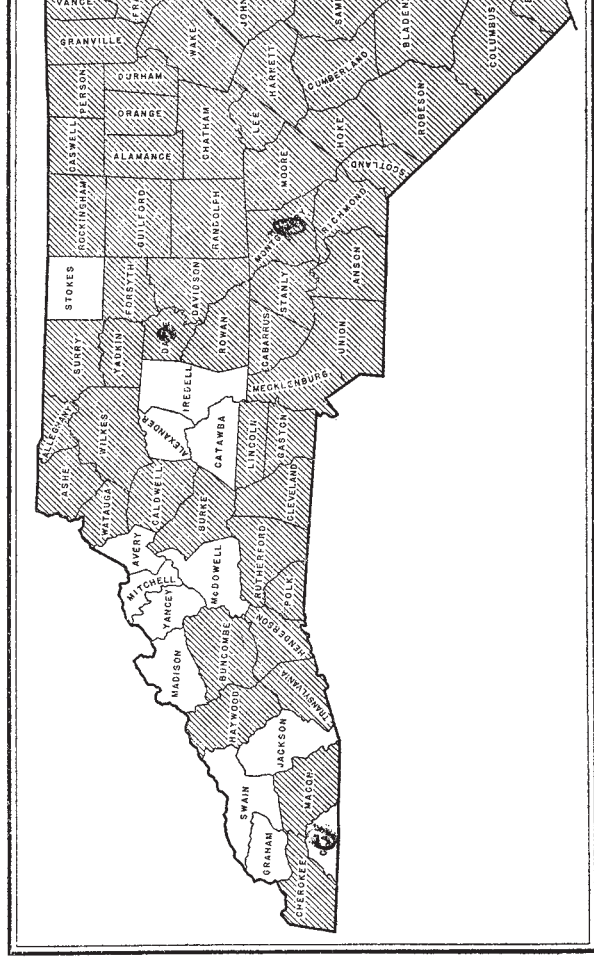 VANCE
GRANVILLE
PERSON
CASWELL
ROCKINGHAM
STOKES
SURRY
ALLEGHANY
ASHE
WATAUGA
WILKES
YADKIN
FORSYTH
GUILFORD
ALAMANCE
ORANGE
DURHAM
WAKE
CHATHAM
RANDOLPH
DAVIDSON
IREDELL
ALEXANDER
CALDWELL
AVERY
MITCHELL
YANCEY
MADISON
McDOWELL
BURKE
CATAWBA
ROWAN
LEE
HARNETT
MOORE
CABARRUS
STANLY
LINCOLN
GASTON
CLEVELAND
RUTHERFORD
POLK
BUNCOMBE
HENDERSON
HAYWOOD
TRANSYLVANIA
JACKSON
SWAIN
GRAHAM
MACON
CHEROKEE
MECKLENBURG
UNION
ANSON
RICHMOND
SCOTLAND
HOKE
CUMBERLAND
ROBESON
BLADEN
COLUMBUS